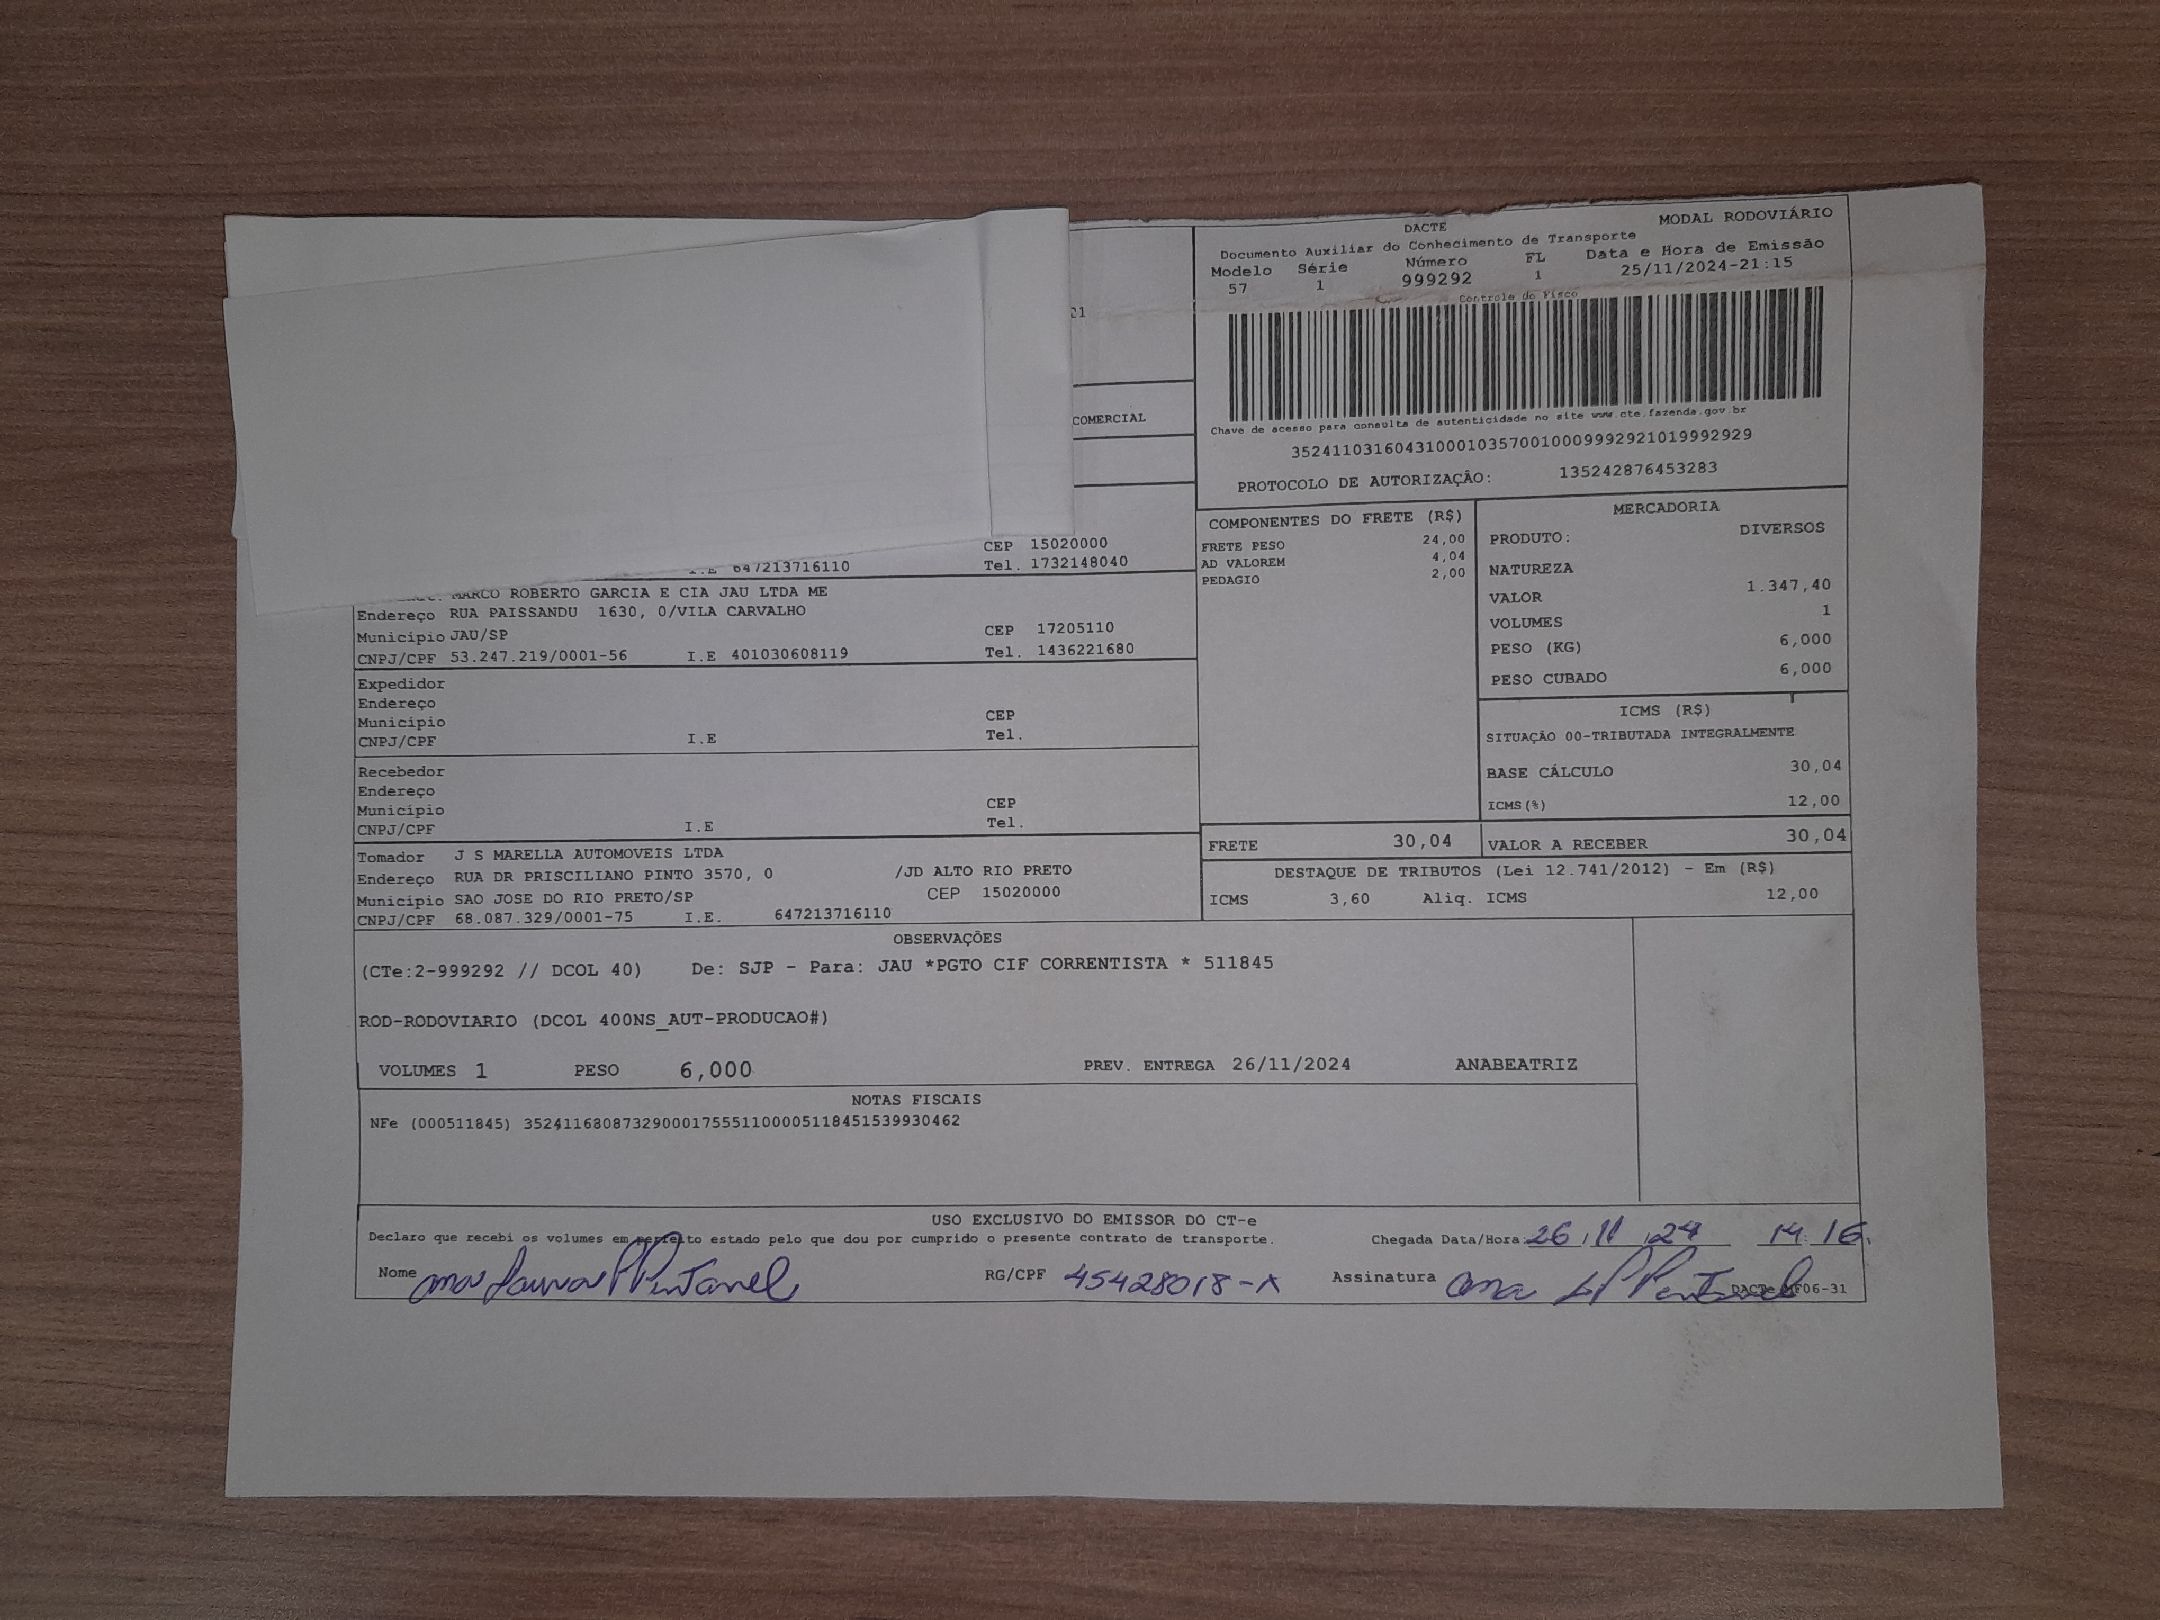 DACTE
MODAL RODOVIÁRIO
Documento Auxiliar do Conhecimento de Transporte
Modelo Série Número FL Data e Hora de Emissão
57 1 999292 1 25/11/2024-21:15
Controle do Fisco
Chave de acesso para consulta de autenticidade no site www.cte.fazenda.gov.br
35241103160431000103570010009992921019992929
PROTOCOLO DE AUTORIZAÇÃO: 135242876453283
COMERCIAL
CEP 15020000
I.E 647213716110 Tel. 1732148040
MARCO ROBERTO GARCIA E CIA JAU LTDA ME
Endereço RUA PAISSANDU 1630, 0/VILA CARVALHO
Município JAU/SP CEP 17205110
CNPJ/CPF 53.247.219/0001-56 I.E 401030608119 Tel. 1436221680
Expedidor
Endereço
Município CEP
CNPJ/CPF I.E Tel.
Recebedor
Endereço
Município CEP
CNPJ/CPF I.E Tel.
Tomador J S MARELLA AUTOMOVEIS LTDA
Endereço RUA DR PRISCILIANO PINTO 3570, 0 /JD ALTO RIO PRETO
Município SAO JOSE DO RIO PRETO/SP CEP 15020000
CNPJ/CPF 68.087.329/0001-75 I.E. 647213716110
COMPONENTES DO FRETE (R$)
FRETE PESO 24,00
AD VALOREM 4,04
PEDAGIO 2,00
MERCADORIA
PRODUTO: DIVERSOS
NATUREZA
VALOR 1.347,40
VOLUMES 1
PESO (KG) 6,000
PESO CUBADO 6,000
ICMS (R$)
SITUAÇÃO 00-TRIBUTADA INTEGRALMENTE
BASE CÁLCULO 30,04
ICMS(%) 12,00
FRETE 30,04 VALOR A RECEBER 30,04
DESTAQUE DE TRIBUTOS (Lei 12.741/2012) - Em (R$)
ICMS 3,60 Aliq. ICMS 12,00
OBSERVAÇÕES
(CTe:2-999292 // DCOL 40) De: SJP - Para: JAU *PGTO CIF CORRENTISTA * 511845
ROD-RODOVIARIO (DCOL 400NS_AUT-PRODUCAO#)
VOLUMES 1 PESO 6,000 PREV. ENTREGA 26/11/2024 ANABEATRIZ
NOTAS FISCAIS
NFe (000511845) 35241168087329000175551100005118451539930462
USO EXCLUSIVO DO EMISSOR DO CT-e
Declaro que recebi os volumes em perfeito estado pelo que dou por cumprido o presente contrato de transporte. Chegada Data/Hora: 26 11 24 14:16
Nome ana RG/CPF 45428018-X Assinatura Ana
DACTe MF06-31